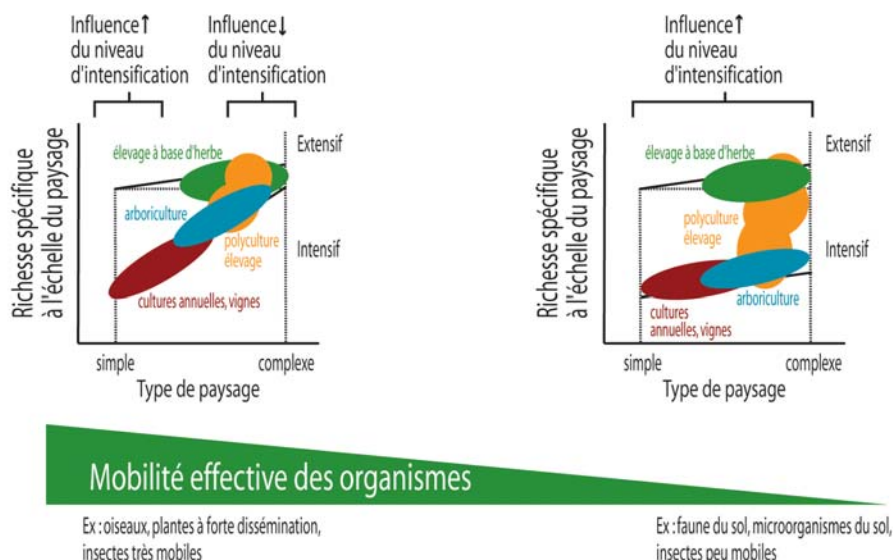 Influence↑
du niveau
d'intensification
Influence↓
du niveau
d'intensification
Richesse spécifique
à l'échelle du paysage
élevage à base d'herbe
arboriculture
polyculture
élevage
cultures annuelles, vignes
Extensif
Intensif
simple
complexe
Type de paysage
Influence↑
du niveau
d'intensification
Richesse spécifique
à l'échelle du paysage
élevage à base d'herbe
polyculture
élevage
arboriculture
cultures
annuelles, vignes
Extensif
Intensif
simple
complexe
Type de paysage
Mobilité effective des organismes
Ex : oiseaux, plantes à forte dissémination,
insectes très mobiles
Ex : faune du sol, microorganismes du sol,
insectes peu mobiles